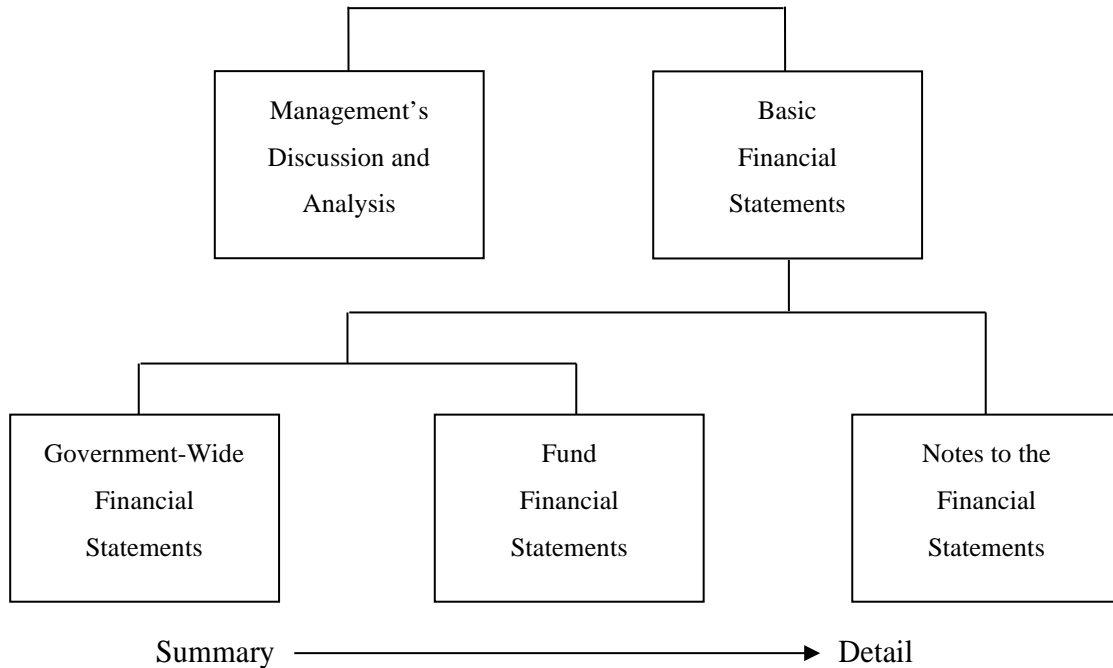 Management’s
Discussion and
Analysis
Basic
Financial
Statements
Government-Wide
Financial
Statements
Fund
Financial
Statements
Notes to the
Financial
Statements
Summary
Detail